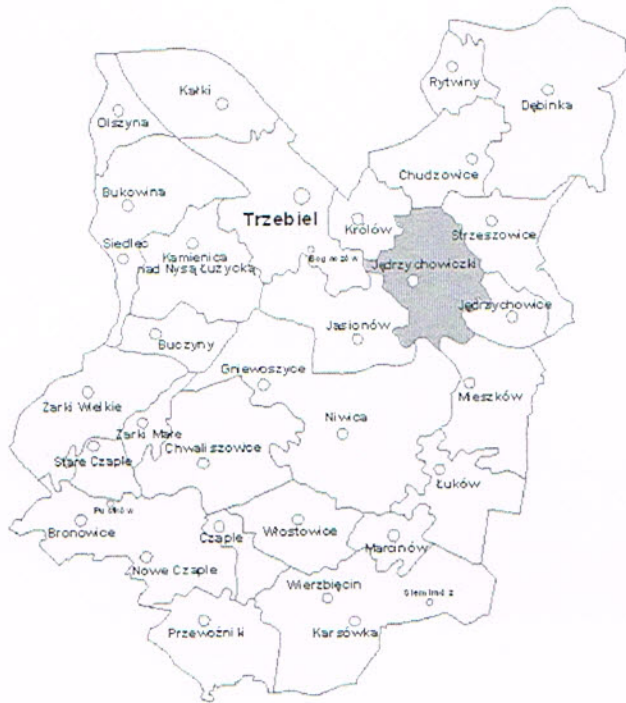 Rytwiny
Kałki
Dębinka
Olszyna
Chudzowice
Bukowina
Trzebiel
Królów
Strzeszowice
Siedlec
Kamienica
nad Nysą Łużycką
Jędrzychowiczki
Jędrzychowice
Jasionów
Buczyny
Gniewoszyce
Mieszków
Żarki Wielkie
Niwica
Żarki Małe
Stare Czaple
Chwaliszowice
Łuków
Bronowice
Czaple
Włostowice
Marcinów
Nowe Czaple
Wierzbięcin
Przewoźniki
Karsówka